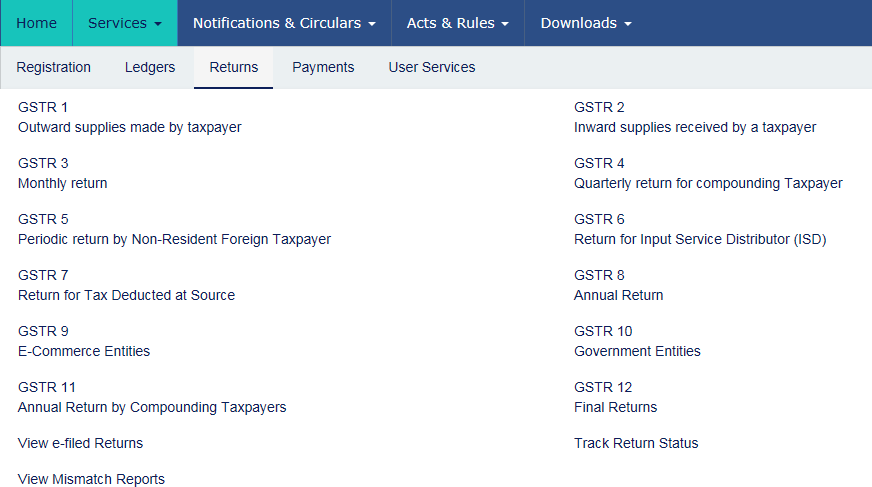 Home Services Notifications & Circulars Acts & Rules Downloads
Registration Ledgers Returns Payments User Services
GSTR 1 GSTR 2
Outward supplies made by taxpayer Inward supplies received by a taxpayer
GSTR 3 GSTR 4
Monthly return Quarterly return for compounding Taxpayer
GSTR 5 GSTR 6
Periodic return by Non-Resident Foreign Taxpayer Return for Input Service Distributor (ISD)
GSTR 7 GSTR 8
Return for Tax Deducted at Source Annual Return
GSTR 9 GSTR 10
E-Commerce Entities Government Entities
GSTR 11 GSTR 12
Annual Return by Compounding Taxpayers Final Returns
View e-filed Returns Track Return Status
View Mismatch Reports